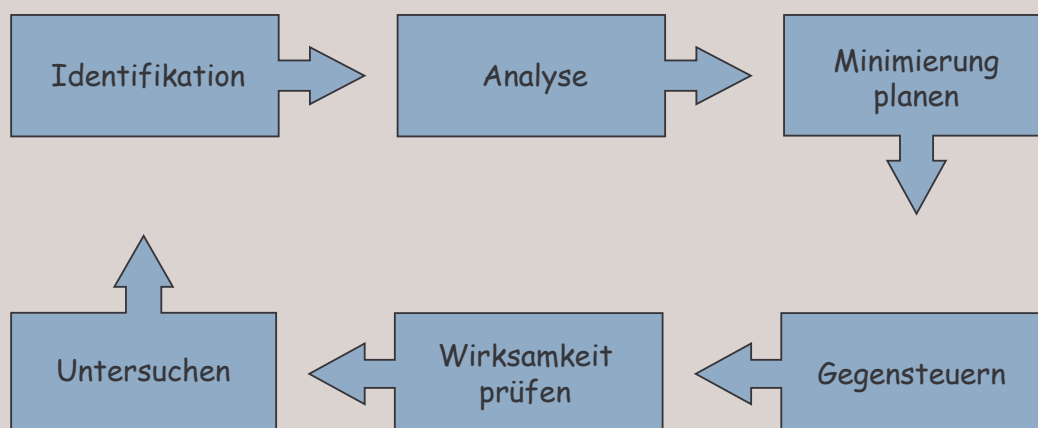 Identifikation
Analyse
Minimierung
planen
Untersuchen
Wirksamkeit
prüfen
Gegensteuern